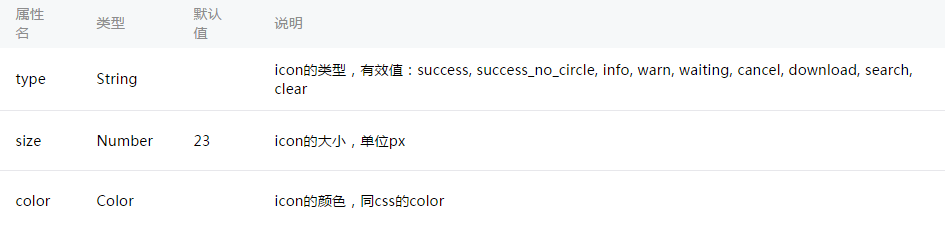 属性名 类型 默认值 说明
type String icon的类型，有效值：success, success_no_circle, info, warn, waiting, cancel, download, search,
clear
size Number 23 icon的大小，单位px
color Color icon的颜色，同css的color